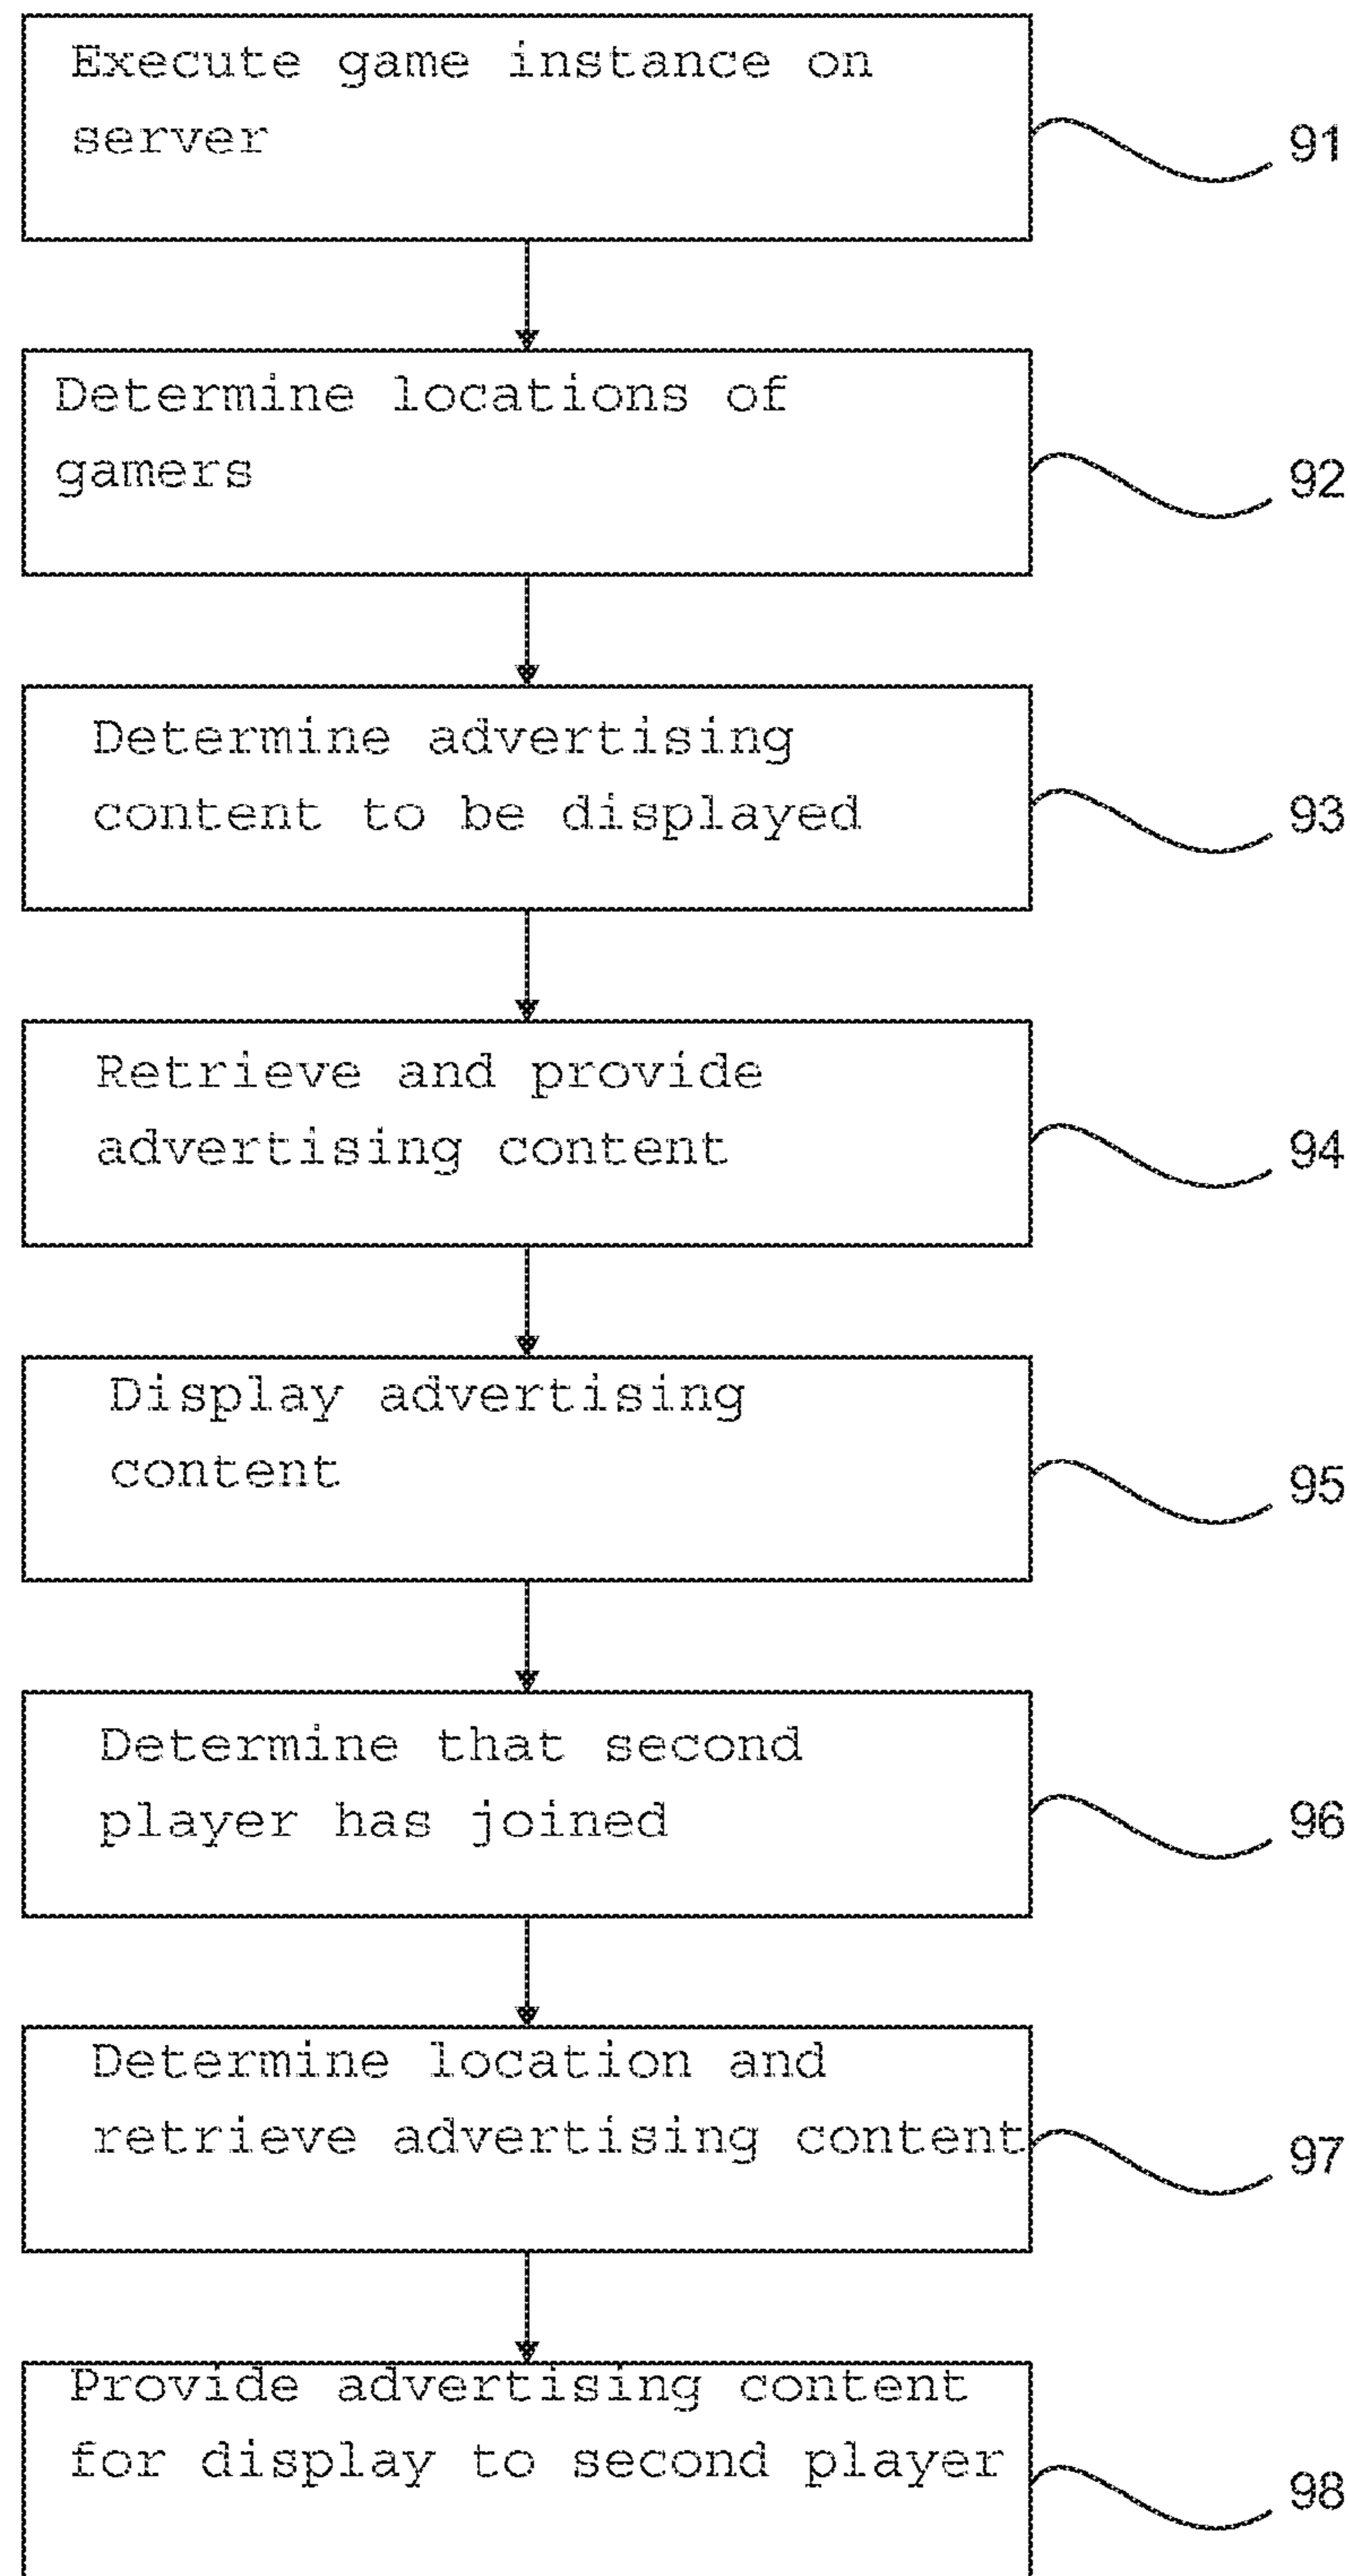 Execute game instance on
server
91
Determine locations of
gamers
92
Determine advertising
content to be displayed
93
Retrieve and provide
advertising content
94
Display advertising
content
95
Determine that second
player has joined
96
Determine location and
retrieve advertising content
97
Provide advertising content
for display to second player
98